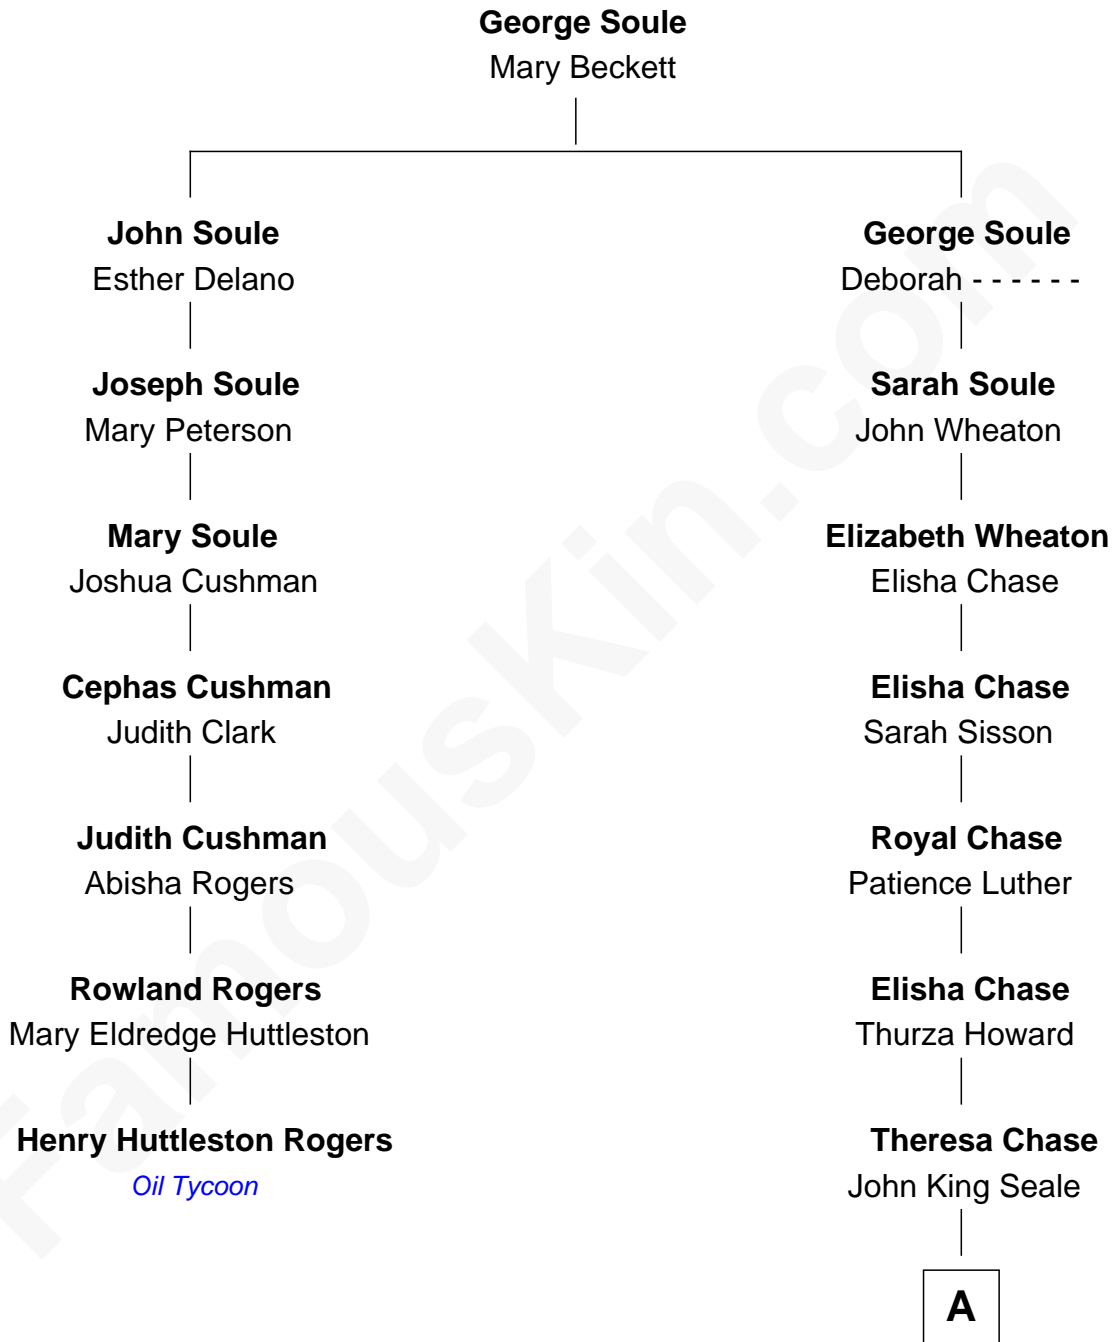 George Soule
Mary Beckett
John Soule
Esther Delano
George Soule
Deborah - - - - - -
Joseph Soule
Mary Peterson
Sarah Soule
John Wheaton
Mary Soule
Joshua Cushman
Elizabeth Wheaton
Elisha Chase
Cephas Cushman
Judith Clark
Elisha Chase
Sarah Sisson
Judith Cushman
Abisha Rogers
Royal Chase
Patience Luther
Rowland Rogers
Mary Eldredge Huttleston
Elisha Chase
Thurza Howard
Henry Huttleston Rogers
Oil Tycoon
Theresa Chase
John King Seale
A
FamousKin.com